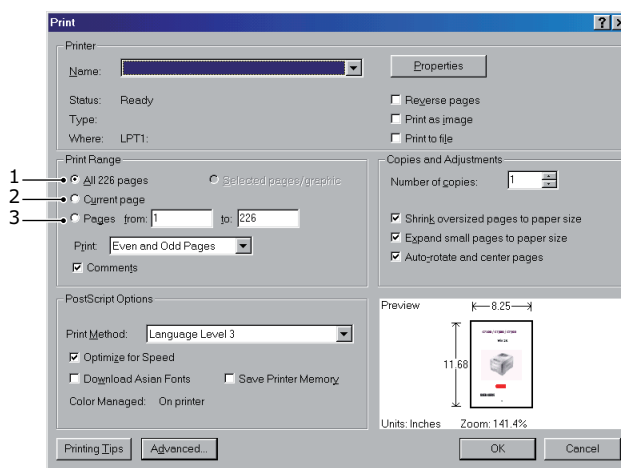 Print
Printer
Name:
Properties
Status: Ready
Type:
Where: LPT1:
Reverse pages
Print as image
Print to file
Print Range
1
All 226 pages
Selected pages/graphic
2
Current page
3
Pages from: 1 to: 226
Print: Even and Odd Pages
Comments
Copies and Adjustments
Number of copies: 1
Shrink oversized pages to paper size
Expand small pages to paper size
Auto-rotate and center pages
PostScript Options
Print Method: Language Level 3
Optimize for Speed
Download Asian Fonts
Save Printer Memory
Color Managed: On printer
Preview
8.25
11.68
Units: Inches Zoom: 141.4%
Printing Tips
Advanced...
OK
Cancel